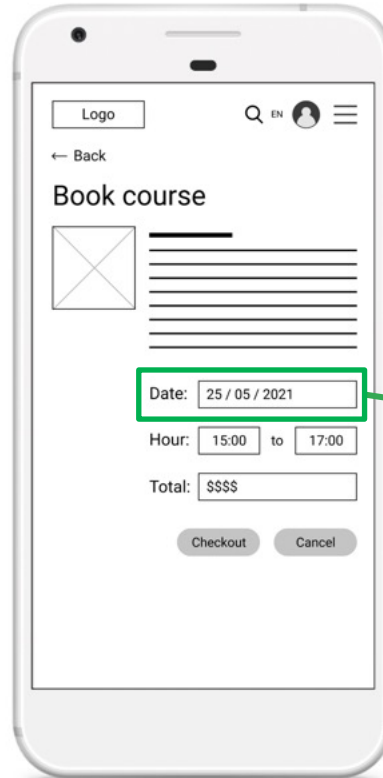 Logo EN
← Back
Book course
Date: 25 / 05 / 2021
Hour: 15:00 to 17:00
Total: $$$$
Checkout Cancel